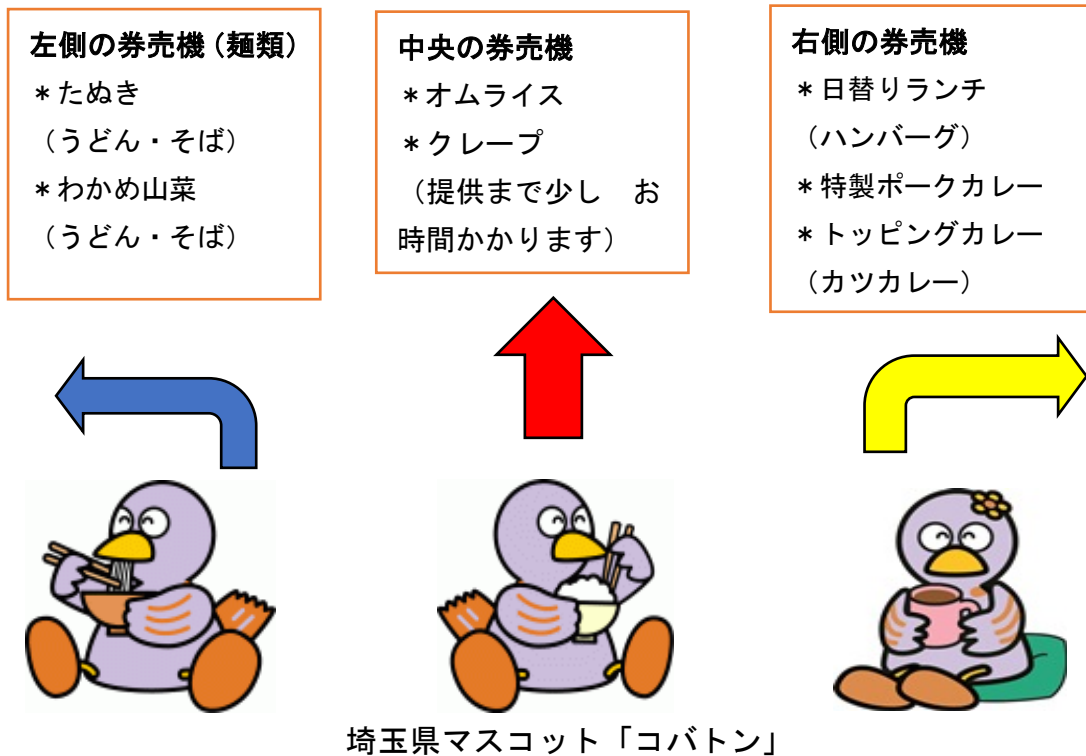 左側の券売機（麺類）
＊たぬき
（うどん・そば）
＊わかめ山菜
（うどん・そば）
中央の券売機
＊オムライス
＊クレープ
（提供まで少し　お
時間かかります）
右側の券売機
＊日替りランチ
（ハンバーグ）
＊特製ポークカレー
＊トッピングカレー
（カツカレー）
埼玉県マスコット「コバトン」